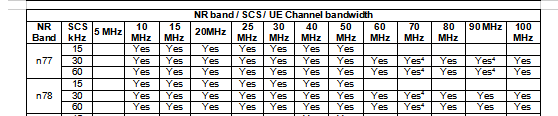 NR band / SCS / UE Channel bandwidth
NR Band SCS kHz 5 MHz 10 MHz 15 MHz 20MHz 25 MHz 30 MHz 40 MHz 50 MHz 60 MHz 70 MHz 80 MHz 90 MHz 100 MHz
15 Yes Yes Yes Yes Yes Yes Yes
n77 30 Yes Yes Yes Yes Yes Yes Yes Yes Yes⁴ Yes Yes⁴ Yes
60 Yes Yes Yes Yes Yes Yes Yes Yes Yes⁴ Yes Yes⁴ Yes
15 Yes Yes Yes Yes Yes Yes Yes
n78 30 Yes Yes Yes Yes Yes Yes Yes Yes Yes⁴ Yes Yes⁴ Yes
60 Yes Yes Yes Yes Yes Yes Yes Yes Yes⁴ Yes Yes Yes